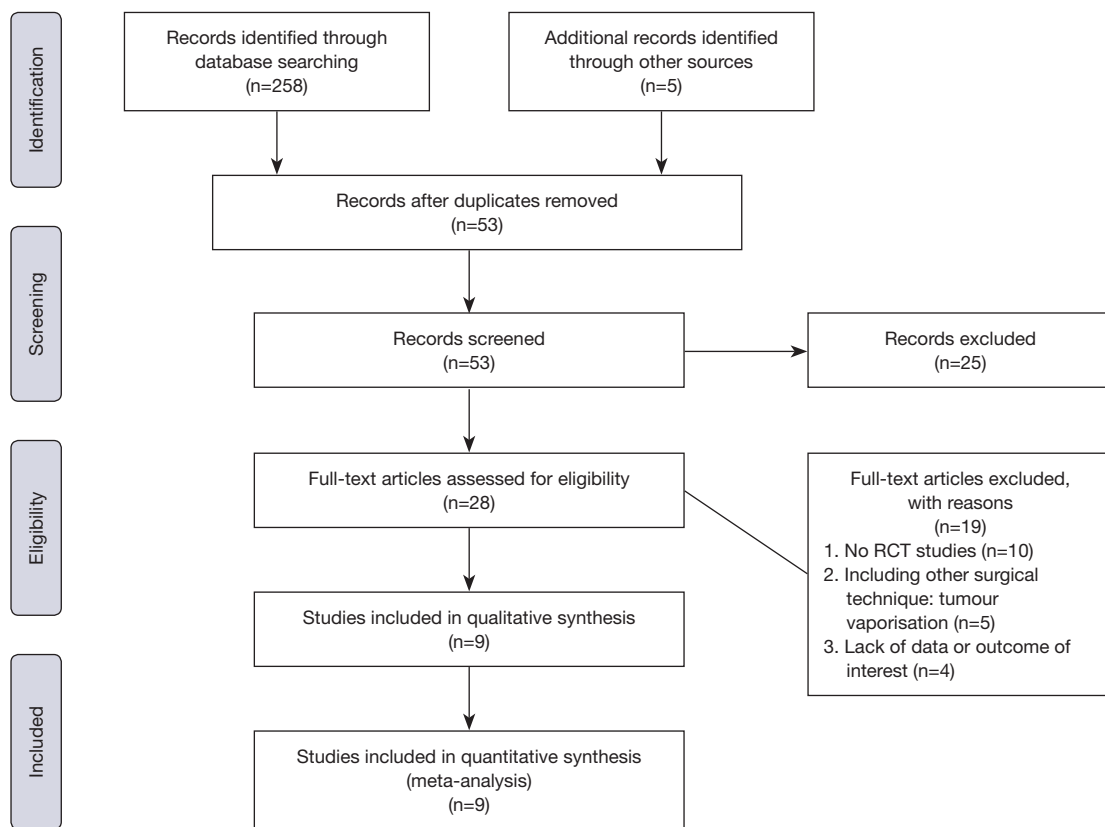 Identification
Records identified through
database searching
(n=258)
Additional records identified
through other sources
(n=5)
Records after duplicates removed
(n=53)
Screening
Records screened
(n=53)
Records excluded
(n=25)
Eligibility
Full-text articles assessed for eligibility
(n=28)
Full-text articles excluded,
with reasons
(n=19)
1. No RCT studies (n=10)
2. Including other surgical
technique: tumour
vaporisation (n=5)
3. Lack of data or outcome of
interest (n=4)
Studies included in qualitative synthesis
(n=9)
Included
Studies included in quantitative synthesis
(meta-analysis)
(n=9)